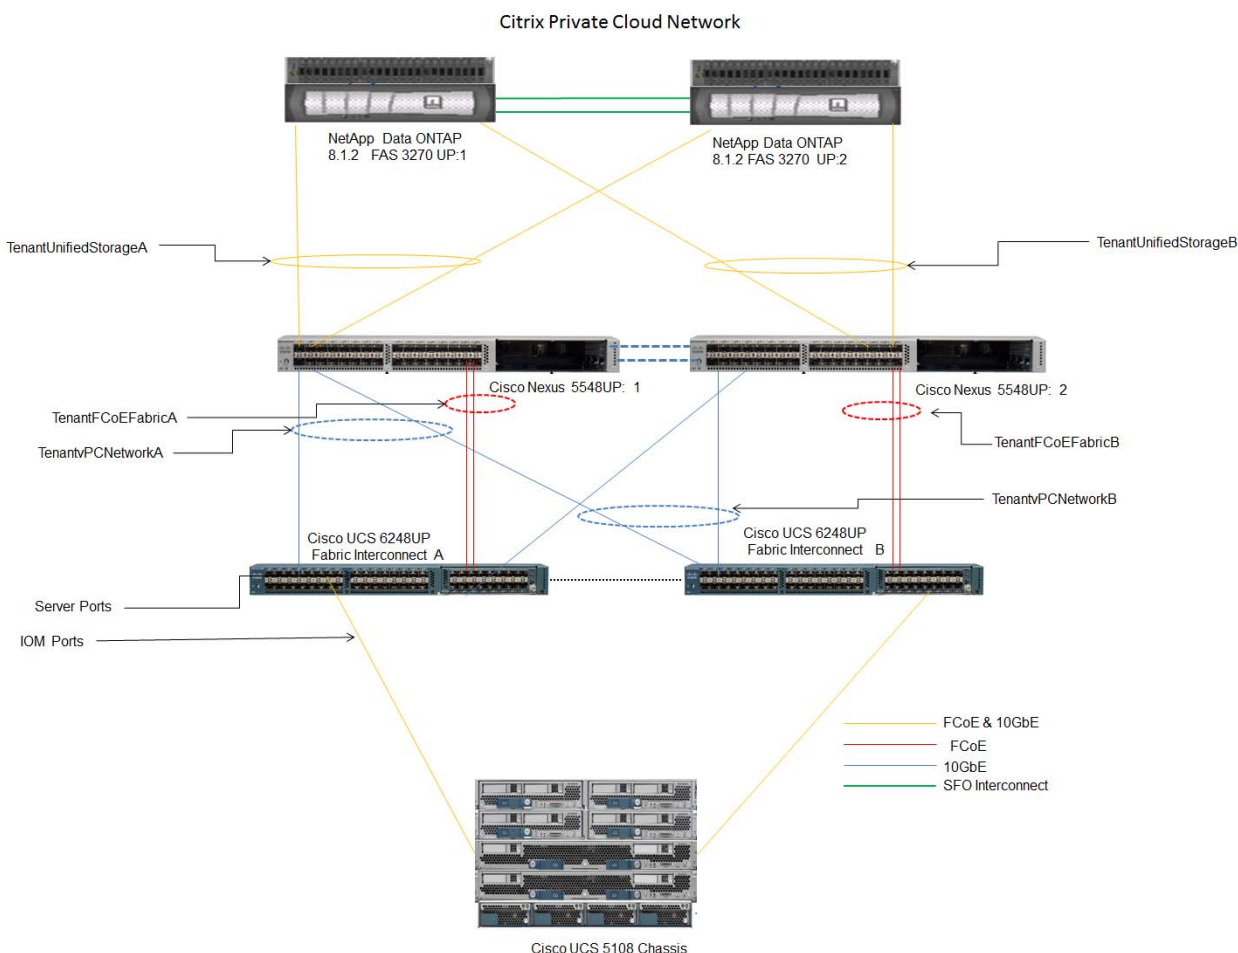 Citrix Private Cloud Network
NetApp Data ONTAP
8.1.2 FAS 3270 UP:1
NetApp Data ONTAP
8.1.2 FAS 3270 UP:2
TenantUnifiedStorageA
TenantUnifiedStorageB
Cisco Nexus 5548UP: 1
Cisco Nexus 5548UP: 2
TenantFCoEFabricA
TenantvPCNetworkA
TenantFCoEFabricB
TenantvPCNetworkB
Cisco UCS 6248UP
Fabric Interconnect A
Cisco UCS 6248UP
Fabric Interconnect B
Server Ports
IOM Ports
FCoE & 10GbE
FCoE
10GbE
SFO Interconnect
Cisco UCS 5108 Chassis